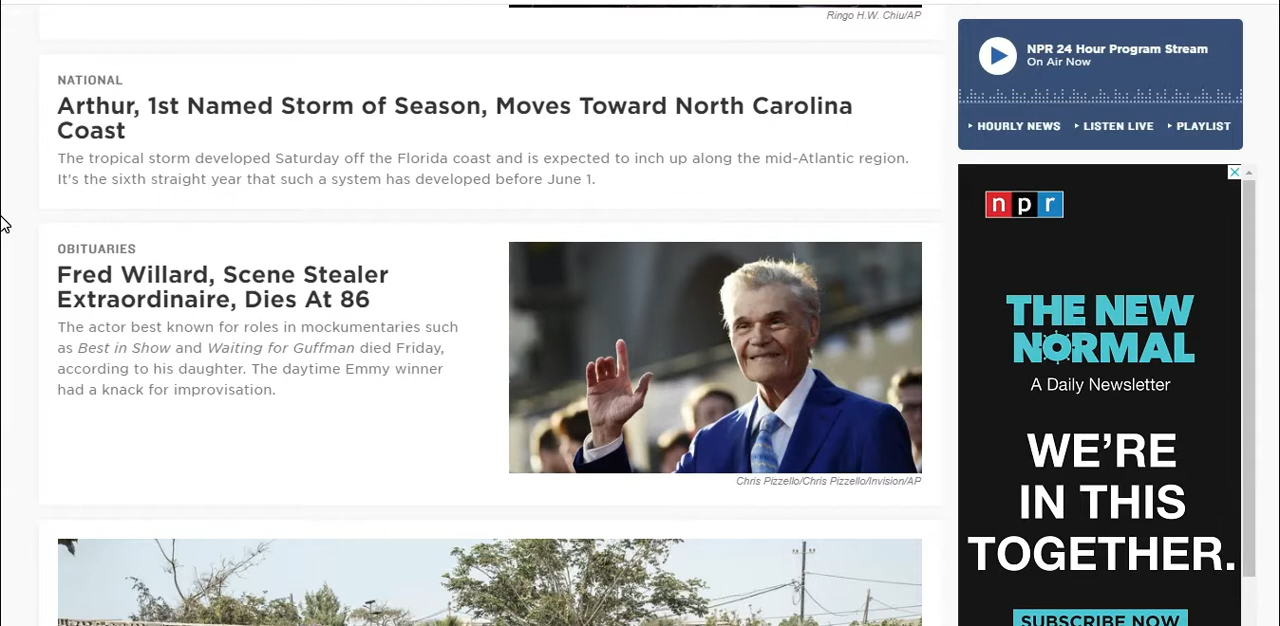 Ringo H.W. Chiu/AP
NATIONAL
Arthur, 1st Named Storm of Season, Moves Toward North Carolina
Coast
The tropical storm developed Saturday off the Florida coast and is expected to inch up along the mid-Atlantic region.
It's the sixth straight year that such a system has developed before June 1.
OBITUARIES
Fred Willard, Scene Stealer
Extraordinaire, Dies At 86
The actor best known for roles in mockumentaries such
as Best in Show and Waiting for Guffman died Friday,
according to his daughter. The daytime Emmy winner
had a knack for improvisation.
Chris Pizzello/Chris Pizzello/Invision/AP
NPR 24 Hour Program Stream
On Air Now
HOURLY NEWS LISTEN LIVE PLAYLIST
npr
THE NEW
NORMAL
A Daily Newsletter
WE'RE
IN THIS
TOGETHER.
SUBSCRIBE NOW